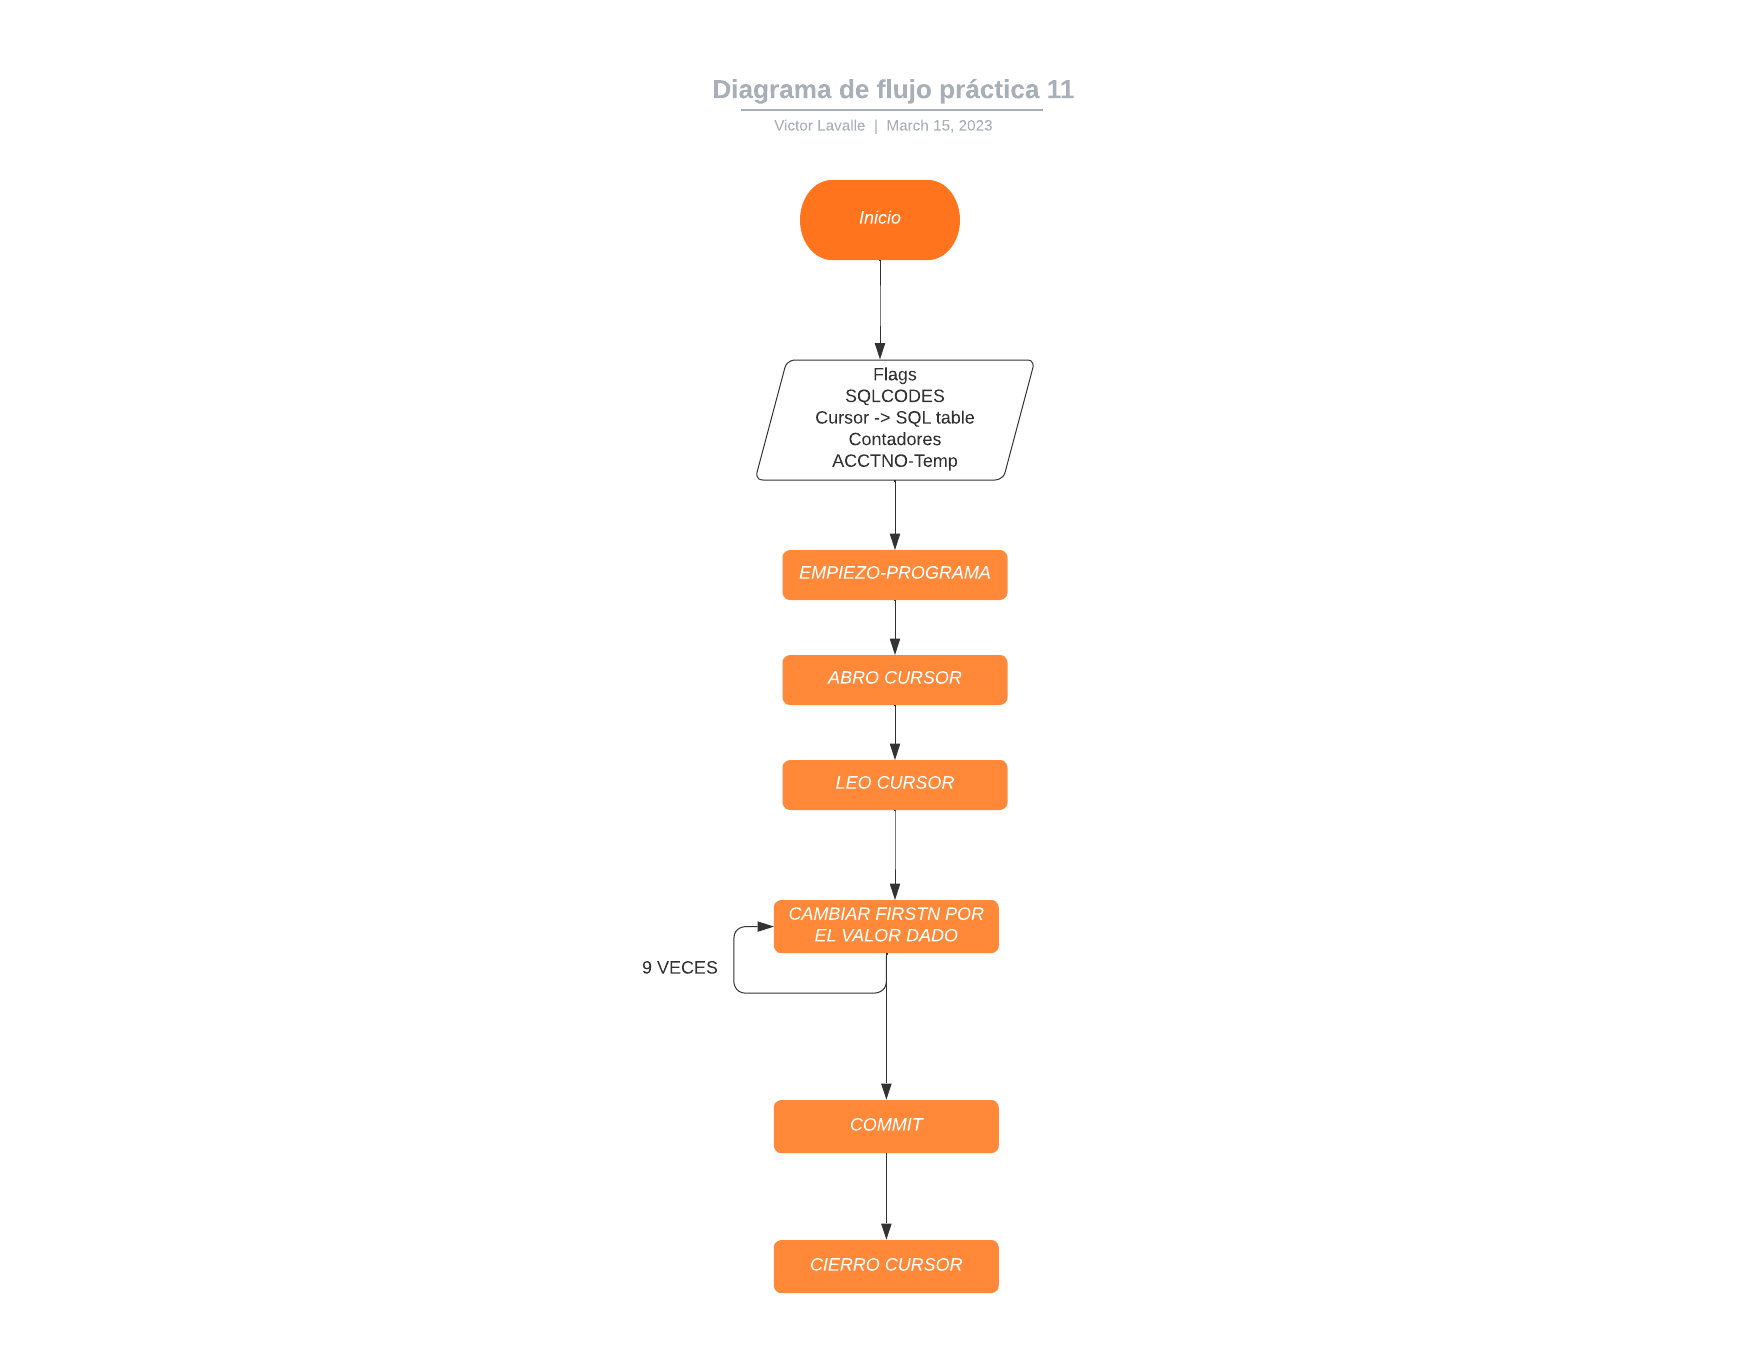 Diagrama de flujo práctica 11
Victor Lavalle | March 15, 2023
Inicio
Flags
SQLCODES
Cursor -> SQL table
Contadores
ACCTNO-Temp
EMPIEZO-PROGRAMA
ABRO CURSOR
LEO CURSOR
CAMBIAR FIRSTN POR
EL VALOR DADO
9 VECES
COMMIT
CIERRO CURSOR